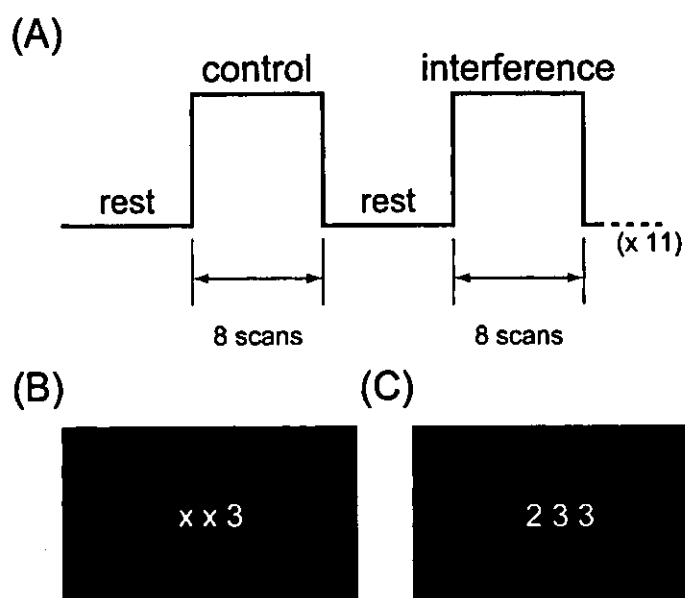 (A)
control interference
rest rest
(x 11)
8 scans 8 scans
(B) (C)
x x 3 2 3 3